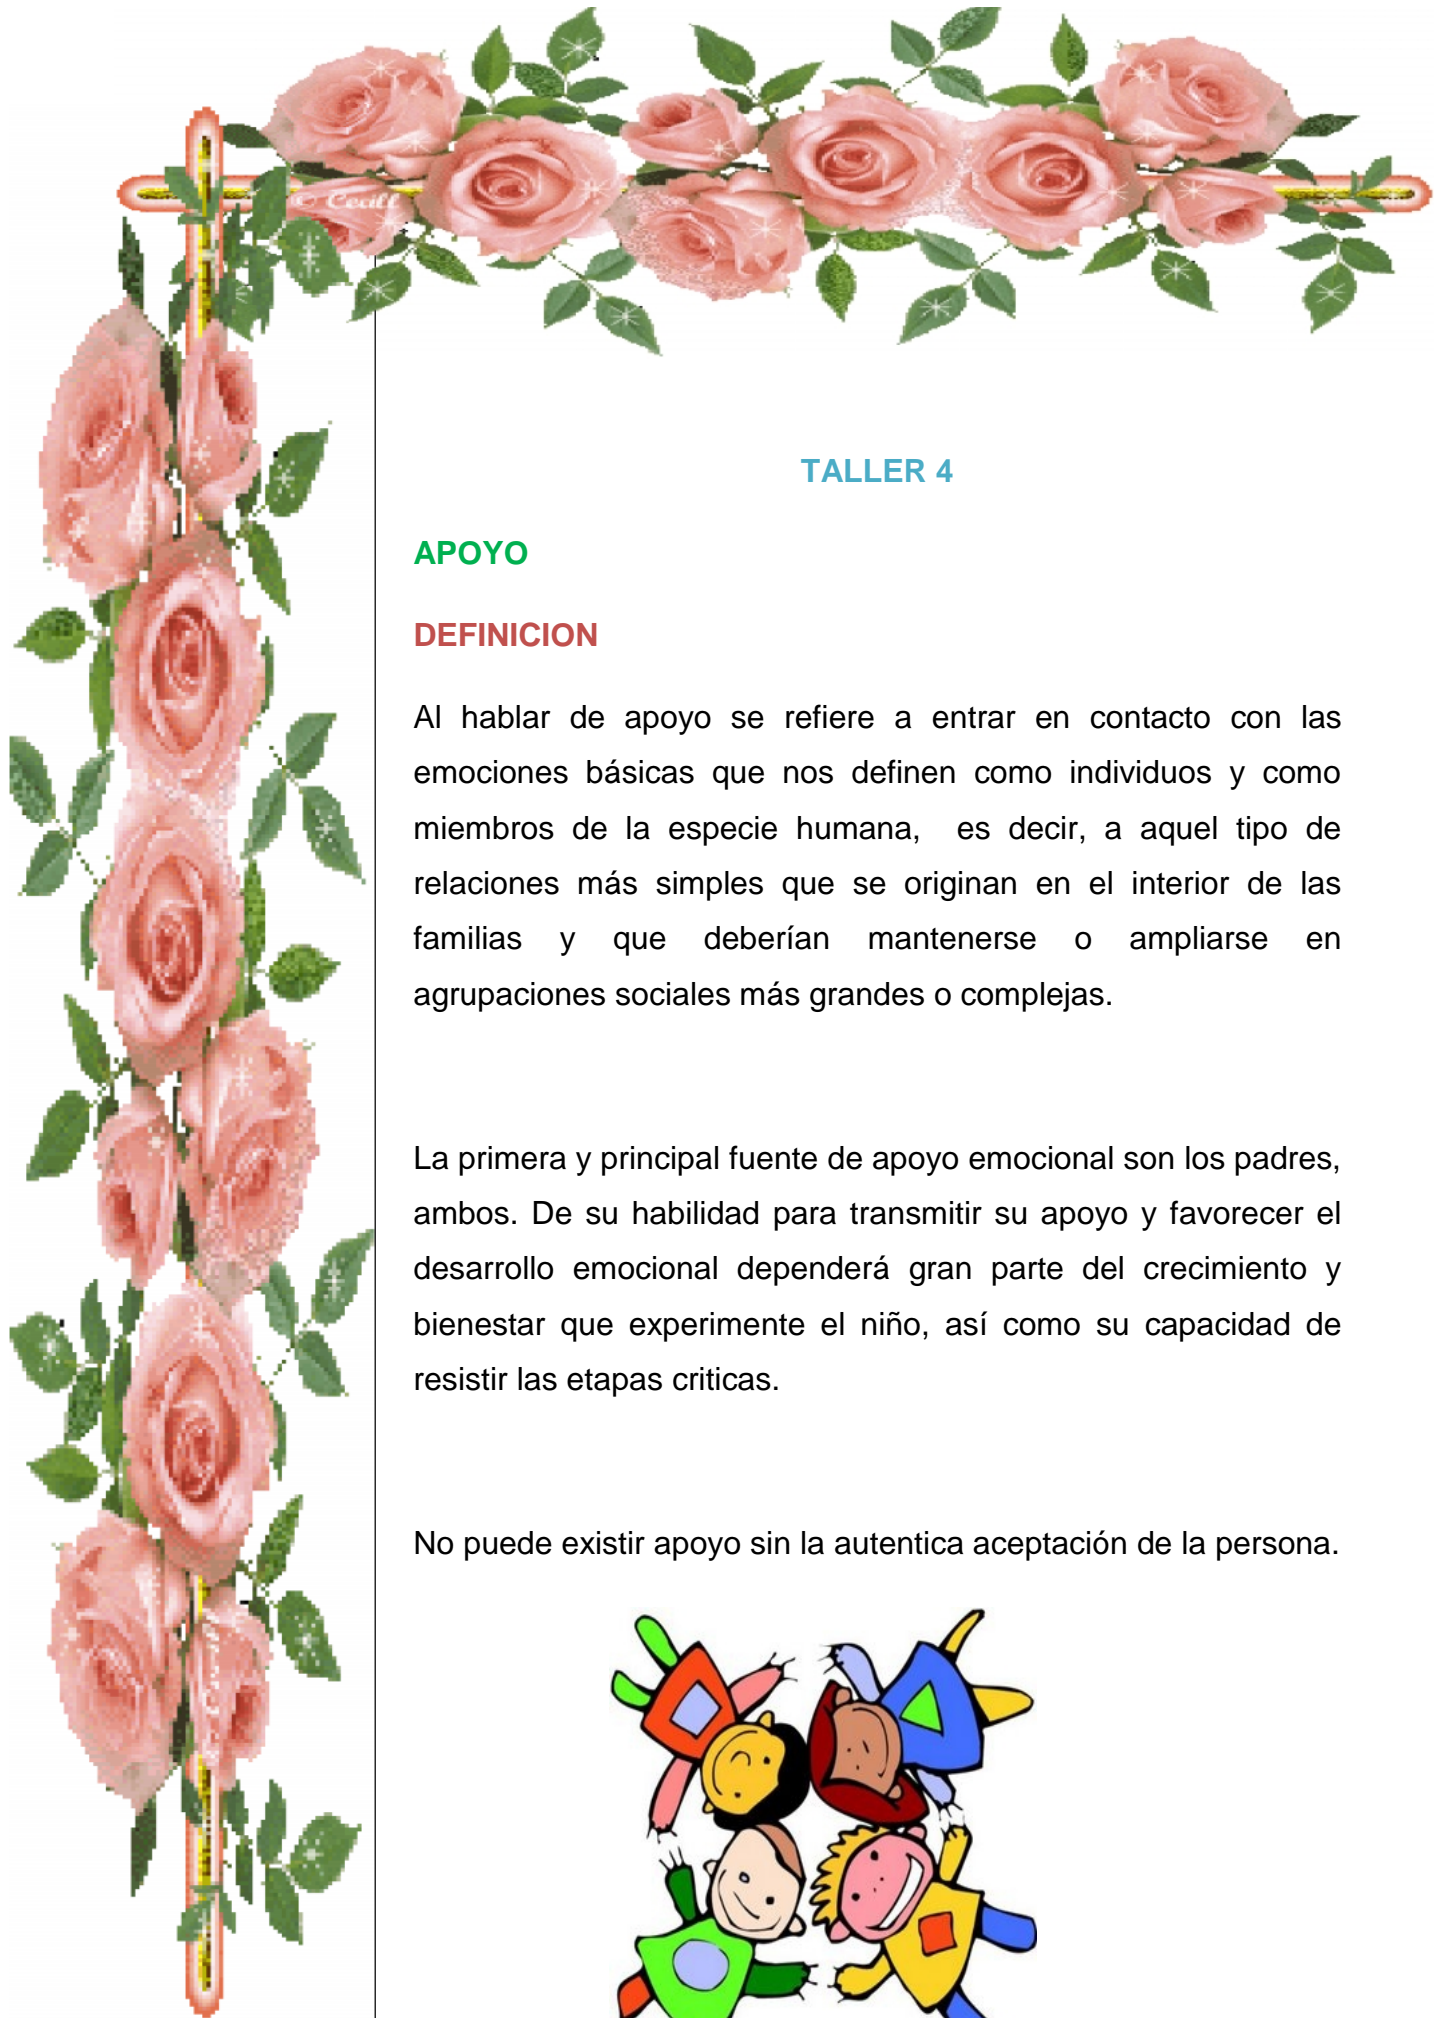 © Cecill
TALLER 4
APOYO
DEFINICION
Al hablar de apoyo se refiere a entrar en contacto con las
emociones básicas que nos definen como individuos y como
miembros de la especie humana, es decir, a aquel tipo de
relaciones más simples que se originan en el interior de las
familias y que deberían mantenerse o ampliarse en
agrupaciones sociales más grandes o complejas.
La primera y principal fuente de apoyo emocional son los padres,
ambos. De su habilidad para transmitir su apoyo y favorecer el
desarrollo emocional dependerá gran parte del crecimiento y
bienestar que experimente el niño, así como su capacidad de
resistir las etapas criticas.
No puede existir apoyo sin la autentica aceptación de la persona.